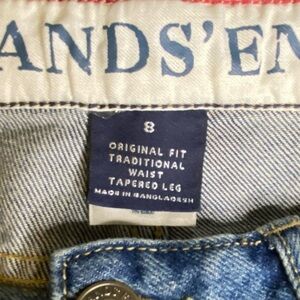 ANDS'EN
8
ORIGINAL FIT
TRADITIONAL
WAIST
TAPERED LEG
MADE IN BANGLADESH